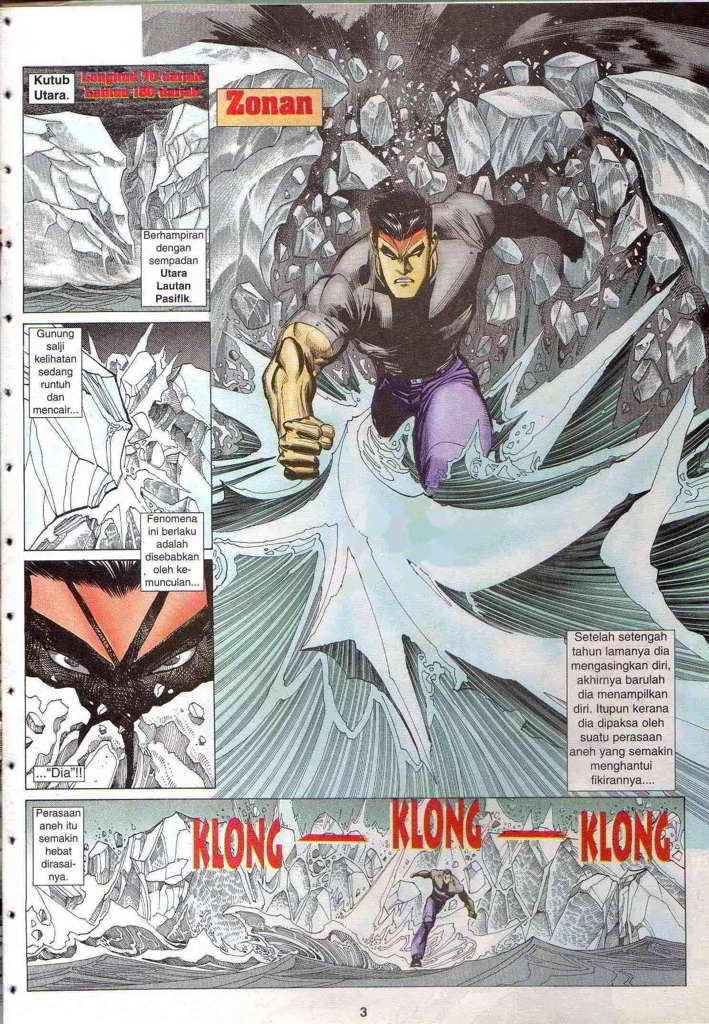 Kutub
Utara.
Longitud 70 darjah
Latitud 180 darjah
Zonan
Berhampiran
dengan
sempadan
Utara
Lautan
Pasifik.
Gunung
salji
kelihatan
sedang
runtuh
dan
mencair...
Fenomena
ini berlaku
adalah
disebabkan
oleh ke-
munculan...
..."Dia"!!
Setelah setengah
tahun lamanya dia
mengasingkan diri,
akhirnya barulah
dia menampilkan
diri. Itupun kerana
dia dipaksa oleh
suatu perasaan
aneh yang semakin
menghantui
fikirannya....
Perasaan
aneh itu
semakin
hebat
dirasai-
nya.
KLONG — KLONG — KLONG
3